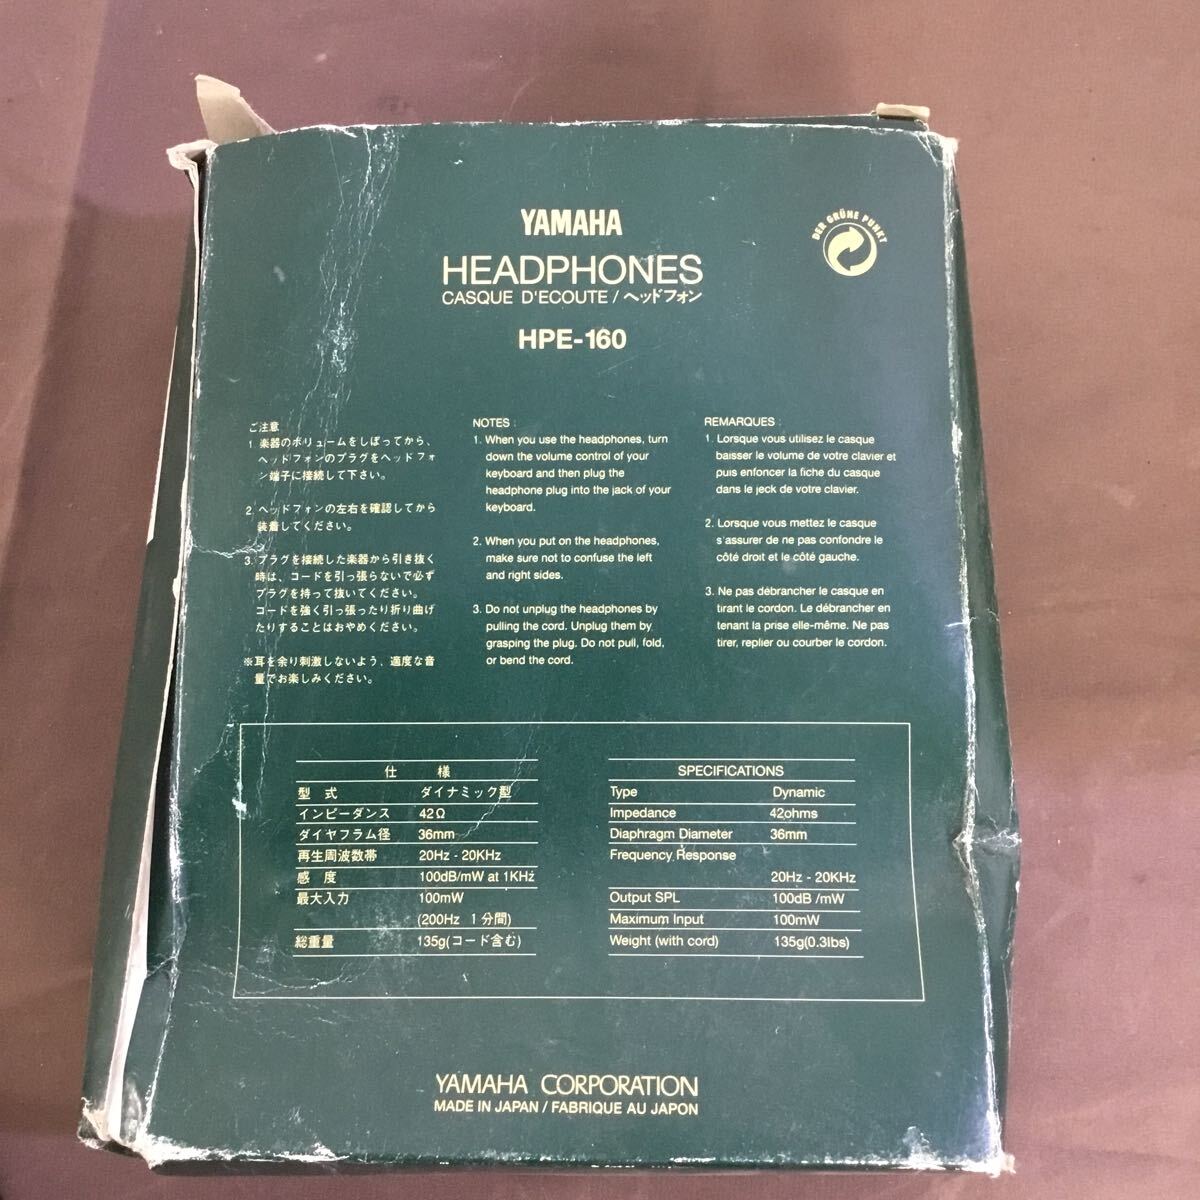 YAMAHA
HEADPHONES
CASQUE D'ECOUTE / ヘッドフォン
HPE-160
DER GRÜNE PUNKT
ご注意
1. 楽器のボリュームをしぼってから、
ヘッドフォンのプラグをヘッドフォ
ン端子に接続して下さい。
2. ヘッドフォンの左右を確認してから
装着してください。
3. プラグを接続した楽器から引き抜く
時は、コードを引っ張らないで必ず
プラグを持って抜いてください。
コードを強く引っ張ったり折り曲げ
たりすることはおやめください。
※耳を余り刺激しないよう、適度な音
量でお楽しみください。
NOTES :
1. When you use the headphones, turn
down the volume control of your
keyboard and then plug the
headphone plug into the jack of your
keyboard.
2. When you put on the headphones,
make sure not to confuse the left
and right sides.
3. Do not unplug the headphones by
pulling the cord. Unplug them by
grasping the plug. Do not pull, fold,
or bend the cord.
REMARQUES :
1. Lorsque vous utilisez le casque
baisser le volume de votre clavier et
puis enfoncer la fiche du casque
dans le jeck de votre clavier.
2. Lorsque vous mettez le casque
s'assurer de ne pas confondre le
côté droit et le côté gauche.
3. Ne pas débrancher le casque en
tirant le cordon. Le débrancher en
tenant la prise elle-même. Ne pas
tirer, replier ou courber le cordon.
仕 様
型 式 ダイナミック型
インピーダンス 42Ω
ダイヤフラム径 36mm
再生周波数帯 20Hz - 20KHz
感 度 100dB/mW at 1KHz
最大入力 100mW
(200Hz 1分間)
総重量 135g(コード含む)
SPECIFICATIONS
Type Dynamic
Impedance 42ohms
Diaphragm Diameter 36mm
Frequency Response
20Hz - 20KHz
Output SPL 100dB /mW
Maximum Input 100mW
Weight (with cord) 135g(0.3lbs)
YAMAHA CORPORATION
MADE IN JAPAN / FABRIQUE AU JAPON